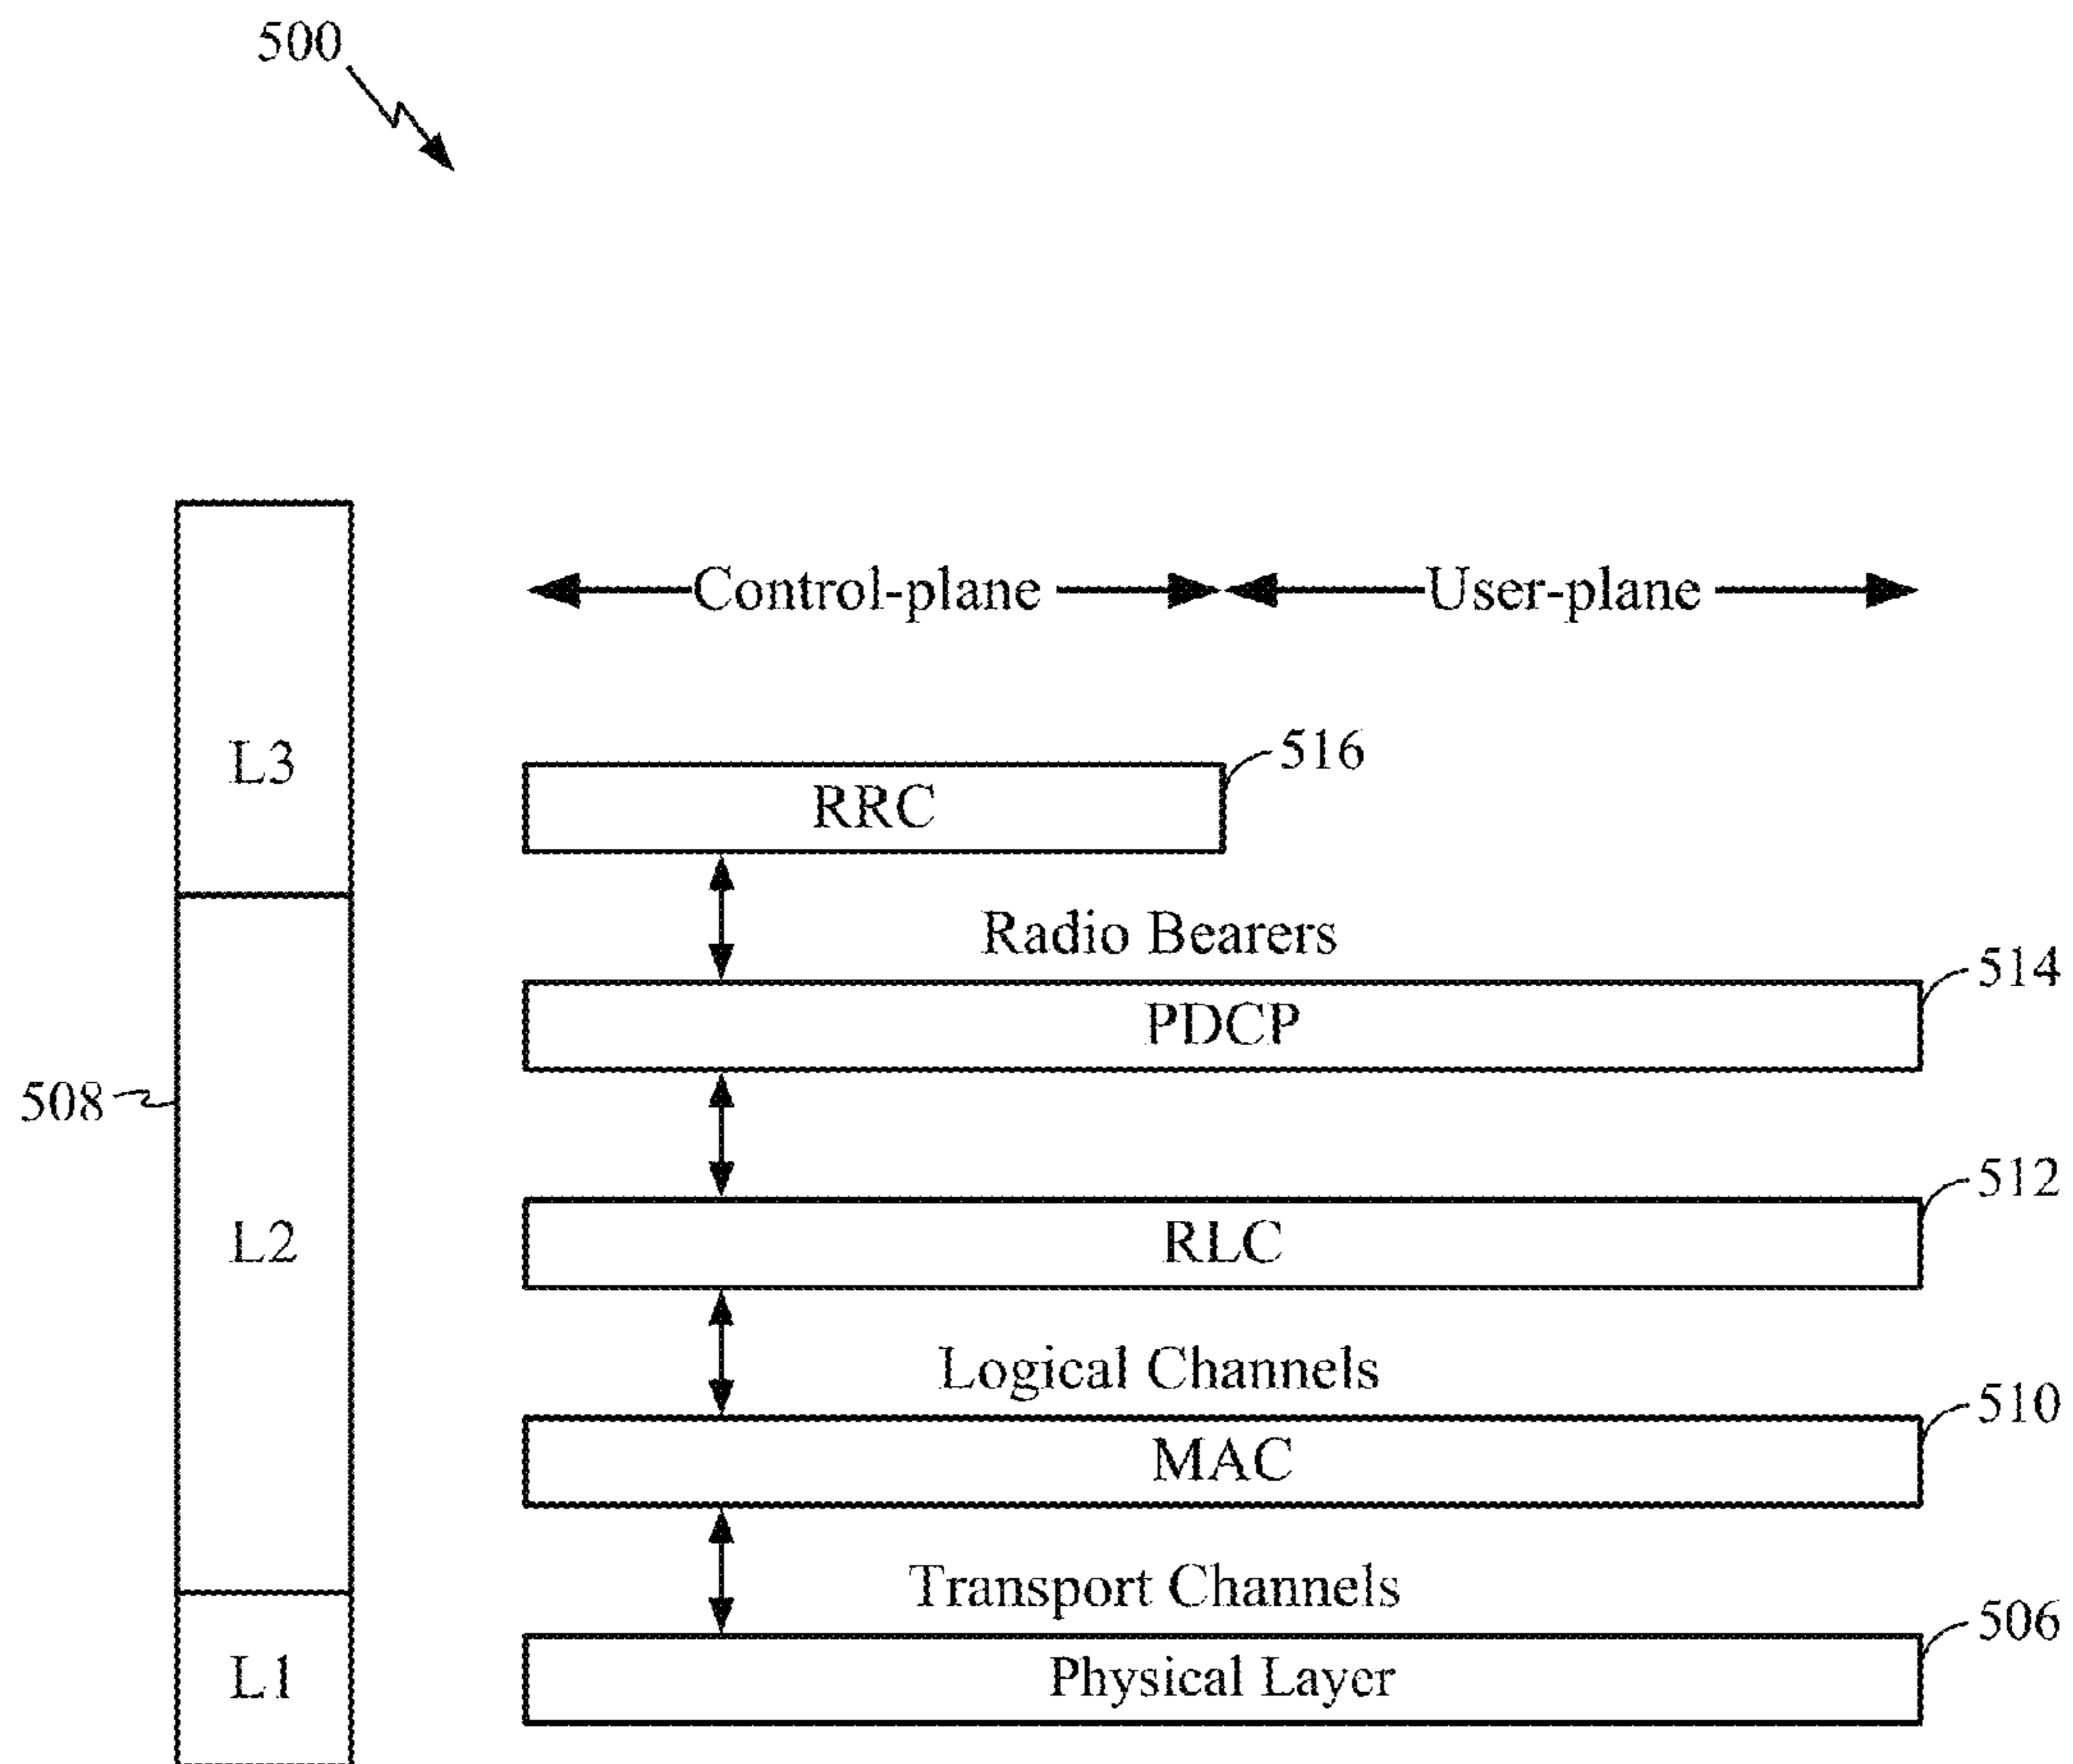 500
Control-plane
User-plane
L3
516
RRC
Radio Bearers
514
PDCP
508
512
L2
RLC
Logical Channels
510
MAC
Transport Channels
506
L1
Physical Layer